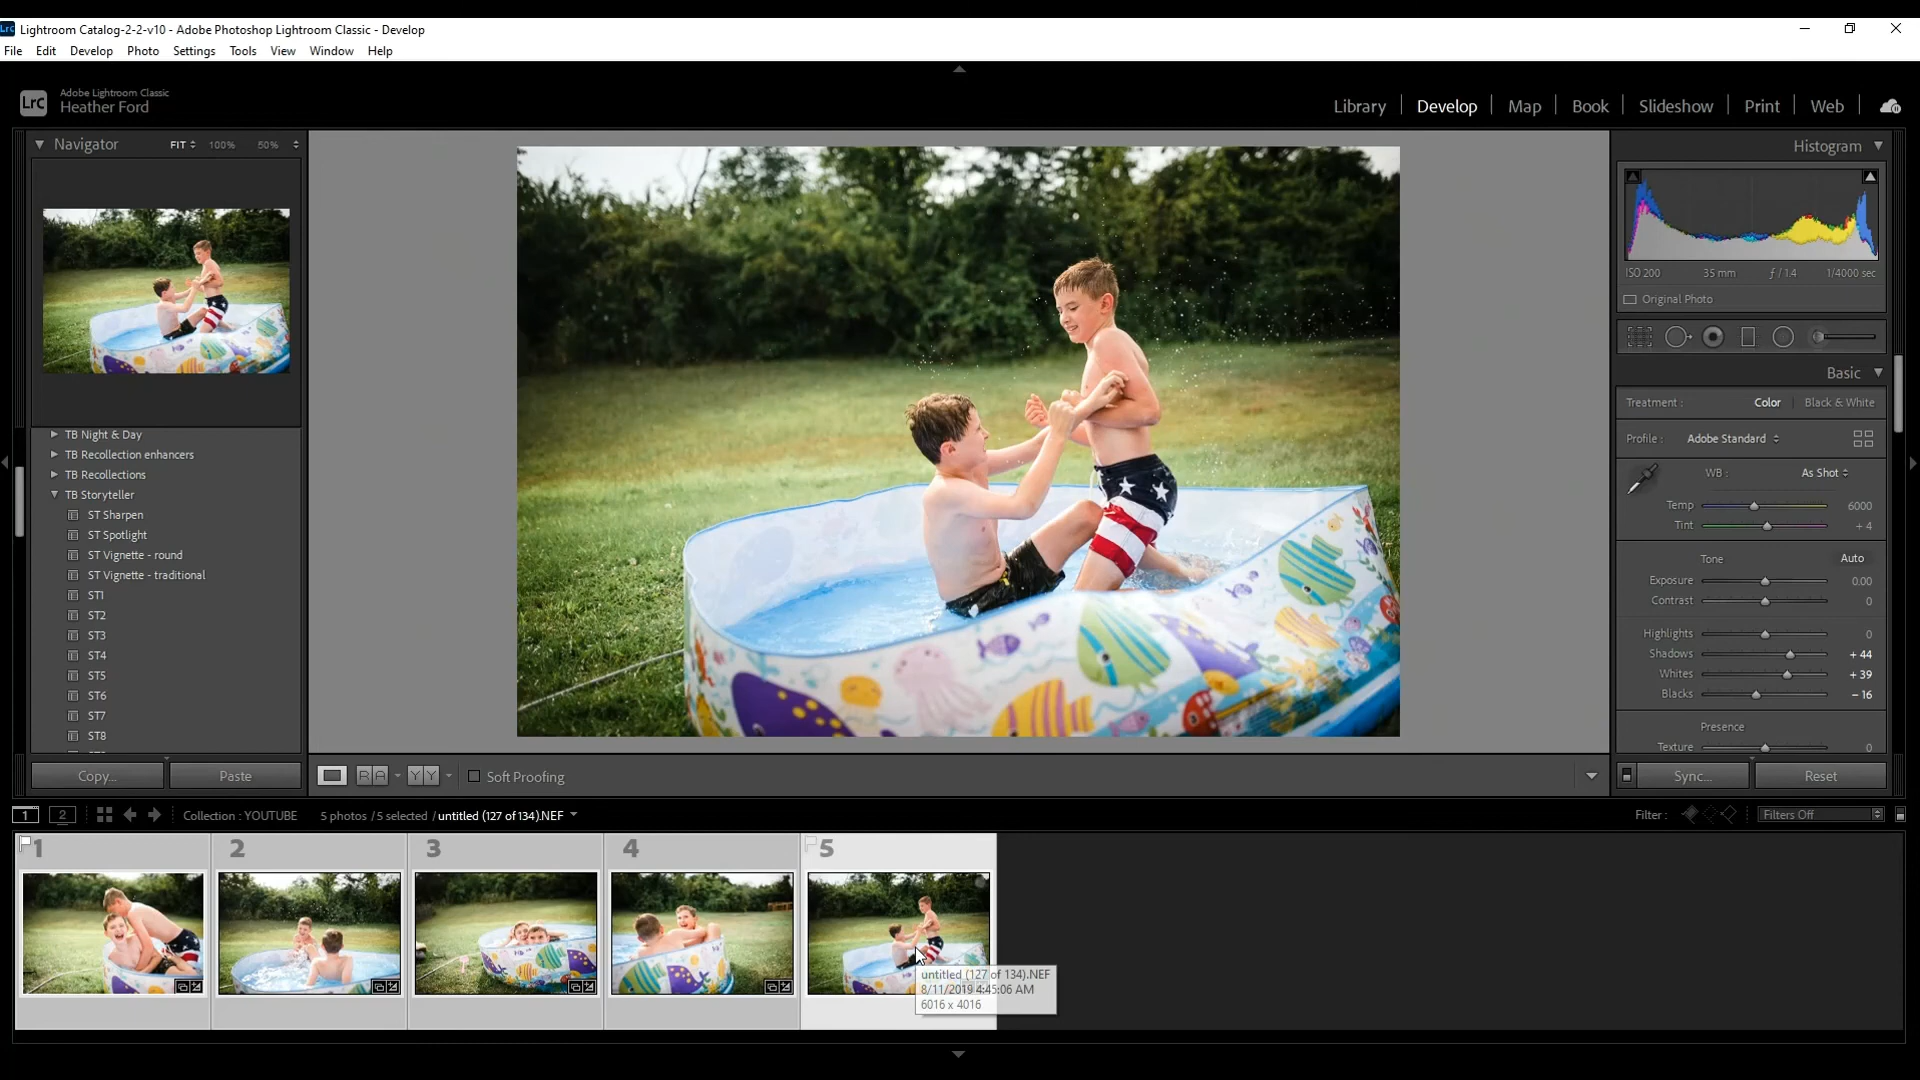 Lrc Lightroom Catalog-2-2-v10 - Adobe Photoshop Lightroom Classic - Develop
File Edit Develop Photo Settings Tools View Window Help
Lrc Adobe Lightroom Classic
Heather Ford
Library Develop Map Book Slideshow Print Web
Navigator FIT 100% 50%
TB Night & Day
TB Recollection enhancers
TB Recollections
TB Storyteller
ST Sharpen
ST Spotlight
ST Vignette - round
ST Vignette - traditional
ST1
ST2
ST3
ST4
ST5
ST6
ST7
ST8
Copy... Paste
Histogram
ISO 200 35 mm ƒ / 1.4 1/4000 sec
Original Photo
Basic
Treatment : Color Black & White
Profile : Adobe Standard
WB : As Shot
Temp 6000
Tint + 4
Tone Auto
Exposure 0.00
Contrast 0
Highlights 0
Shadows + 44
Whites + 39
Blacks – 16
Presence
Texture 0
Sync... Reset
RA YY Soft Proofing
1 2 Collection : YOUTUBE 5 photos / 5 selected / untitled (127 of 134).NEF
Filter : Filters Off
1 2 3 4 5
untitled (127 of 134).NEF
8/11/2019 4:45:06 AM
6016 x 4016